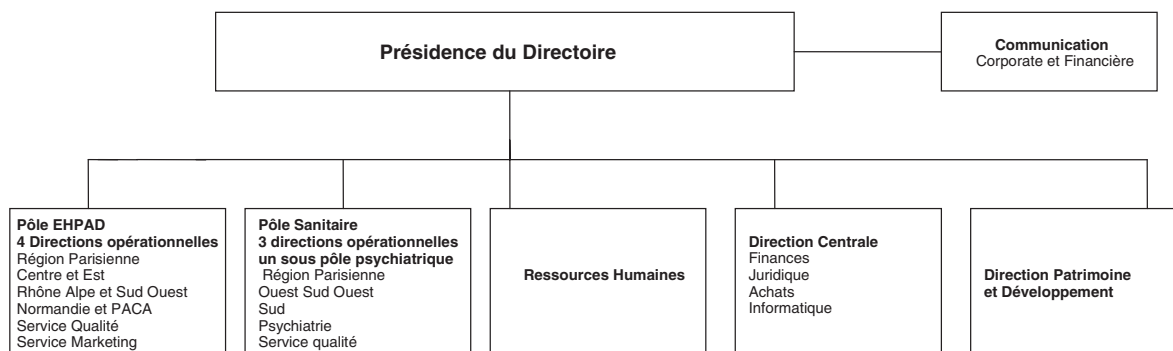 Présidence du Directoire
Communication
Corporate et Financière
Pôle EHPAD
4 Directions opérationnelles
Région Parisienne
Centre et Est
Rhône Alpe et Sud Ouest
Normandie et PACA
Service Qualité
Service Marketing
Pôle Sanitaire
3 directions opérationnelles
un sous pôle psychiatrique
Région Parisienne
Ouest Sud Ouest
Sud
Psychiatrie
Service qualité
Ressources Humaines
Direction Centrale
Finances
Juridique
Achats
Informatique
Direction Patrimoine
et Développement